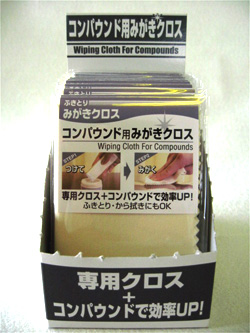 コンパウンド用みがきクロス
Wiping Cloth For Compounds
ふきとり
みがきクロス
コンパウンド用みがきクロス
Wiping Cloth For Compounds
STEP1
つけて
STEP2
みがく
専用クロス+コンパウンドで効率UP!
ふきとり・から拭きにもOK
専用クロス
+
コンパウンドで効率UP!